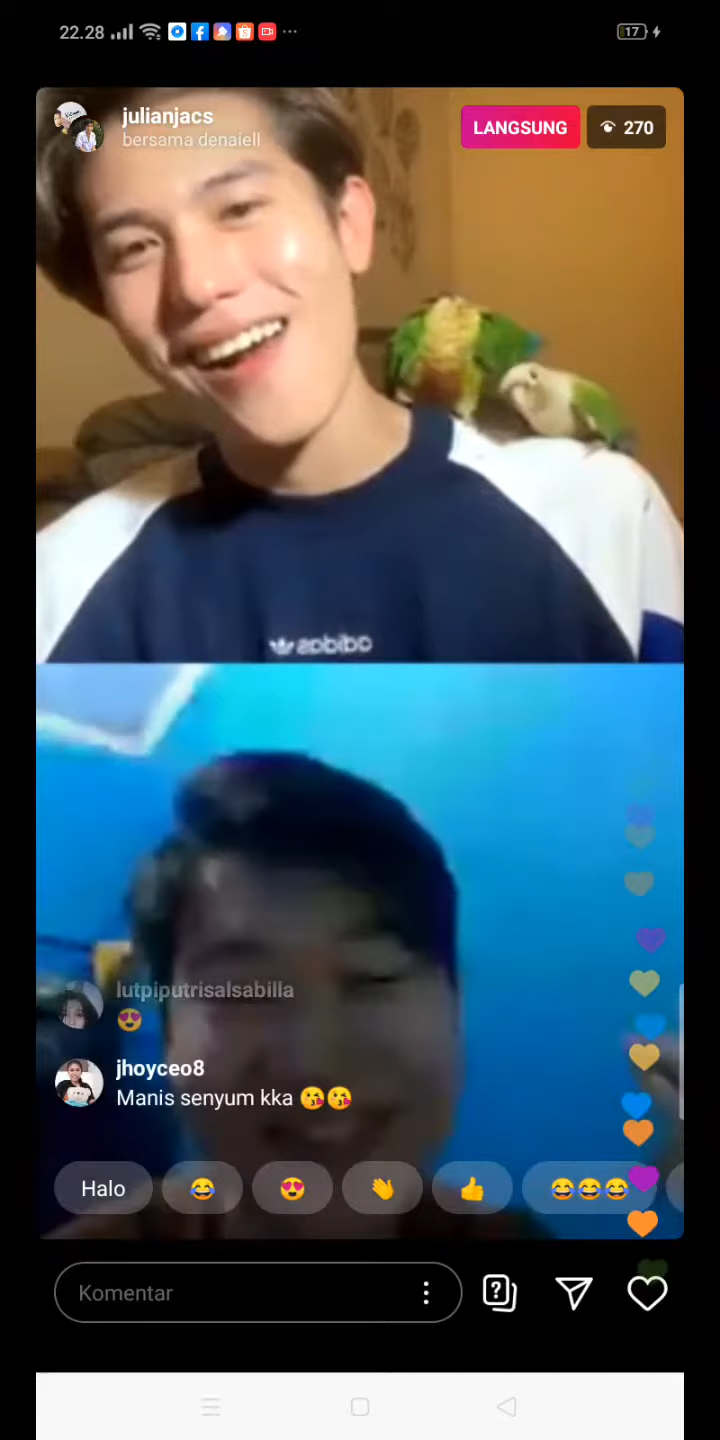 22.28
17
julianjacs
bersama denaiell
LANGSUNG
270
adidas
lutpiputrisalsabilla
😍
jhoyceo8
Manis senyum kka 😘😘
Halo 😂 😍 👋 👍 😂😂😂
Komentar